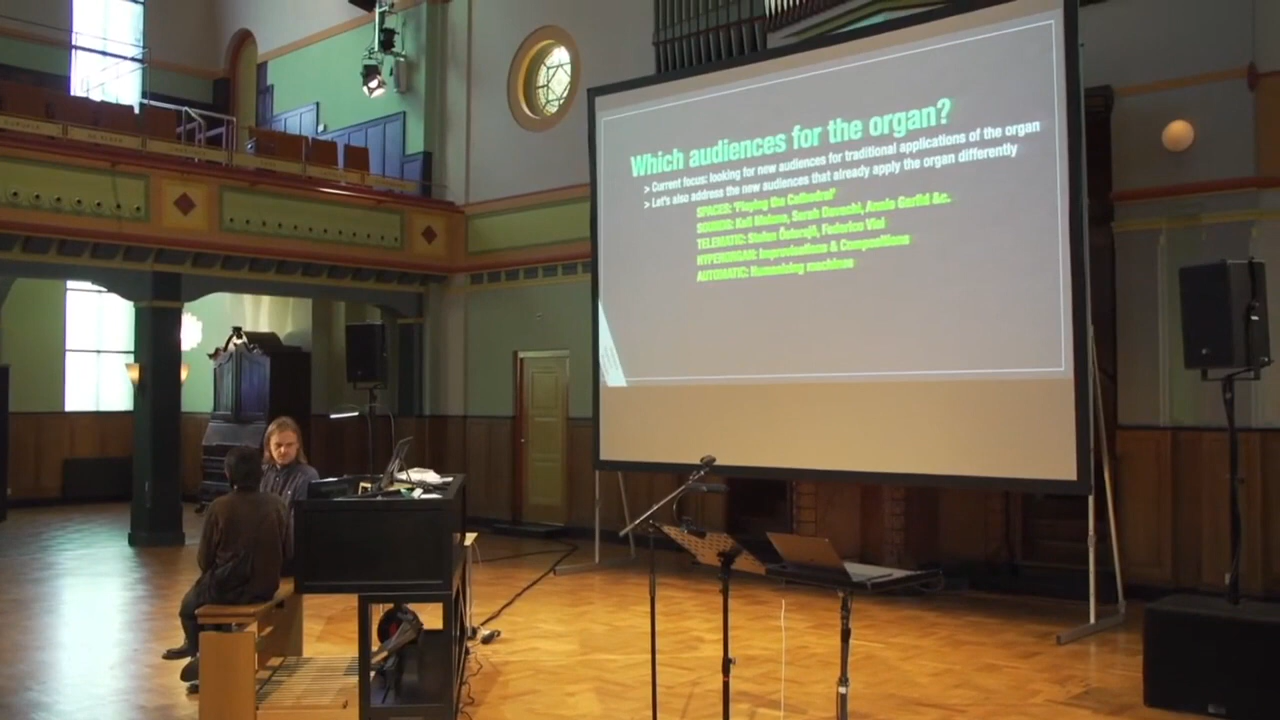 Which audiences for the organ?
> Current focus: looking for new audiences for traditional applications of the organ
> Let's also address the new audiences that already apply the organ differently
SPACES: 'Playing the Cathedral'
SOUNDS: Kali Malone, Sarah Davachi, &c.
TELEMATIC: Stefan Östersjö, Federico Visi
HYPERORGAN: Improvisations & Compositions
AUTOMATIC: Humanising machines